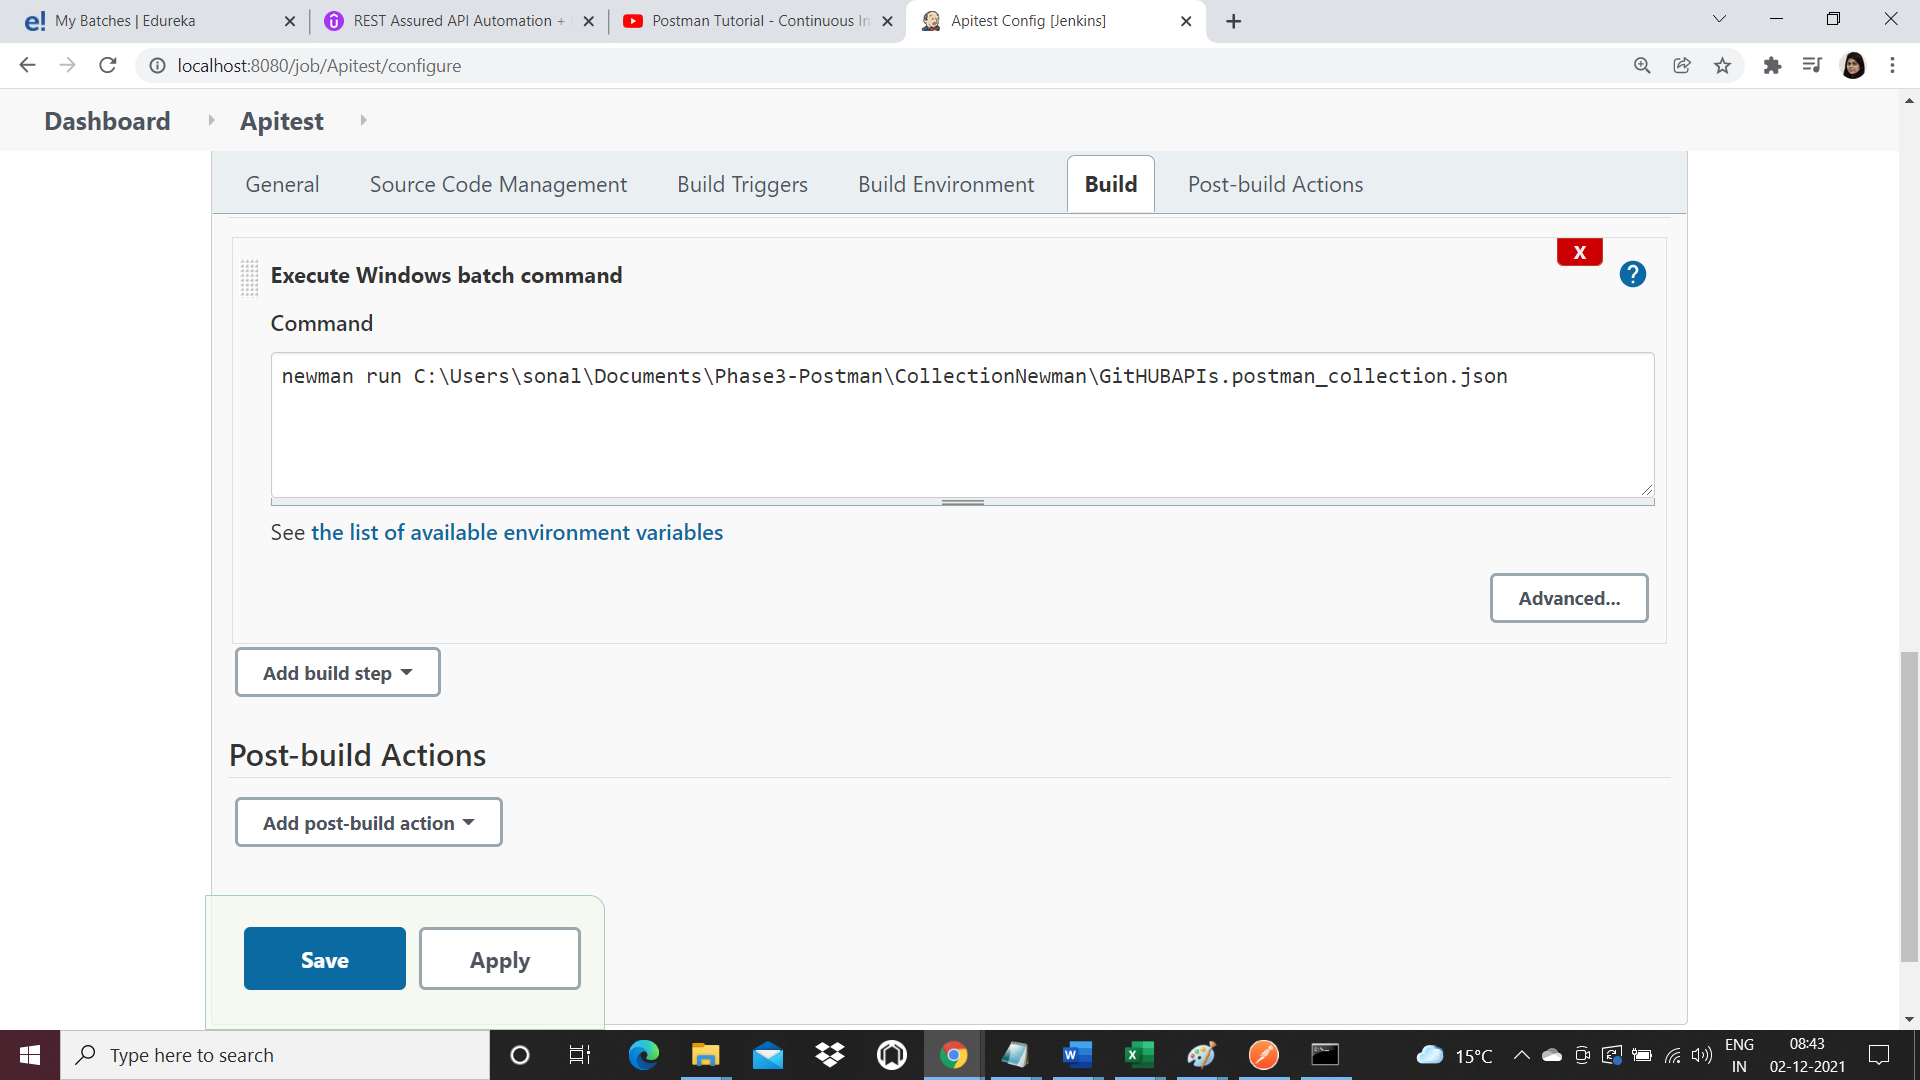 My Batches | Edureka
REST Assured API Automation +
Postman Tutorial - Continuous In
Apitest Config [Jenkins]
localhost:8080/job/Apitest/configure
Dashboard
Apitest
General
Source Code Management
Build Triggers
Build Environment
Build
Post-build Actions
X
Execute Windows batch command
?
Command
newman run C:\Users\sonal\Documents\Phase3-Postman\CollectionNewman\GitHUBAPIs.postman_collection.json
See the list of available environment variables
Advanced...
Add build step
Post-build Actions
Add post-build action
Save
Apply
Type here to search
15°C
ENG
IN
08:43
02-12-2021